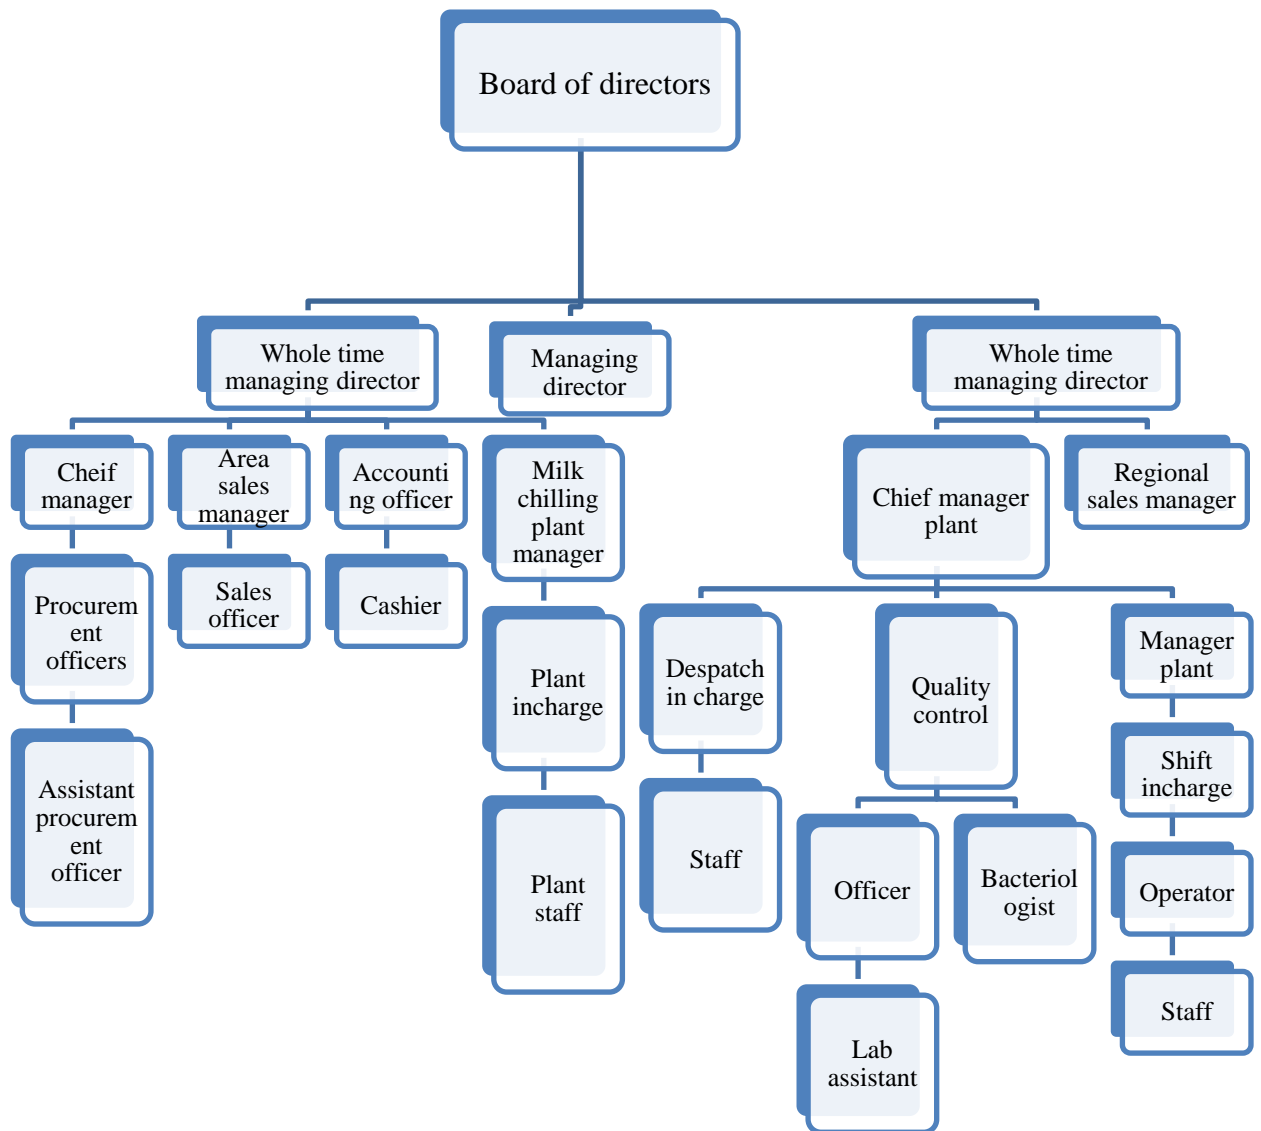 Board of directors
Whole time
managing director
Managing
director
Whole time
managing director
Cheif
manager
Area
sales
manager
Accounti
ng officer
Milk
chilling
plant
manager
Chief manager
plant
Regional
sales manager
Procurem
ent
officers
Sales
officer
Cashier
Plant
incharge
Despatch
in charge
Quality
control
Manager
plant
Assistant
procurem
ent
officer
Plant
staff
Staff
Officer
Bacteriol
ogist
Shift
incharge
Operator
Lab
assistant
Staff